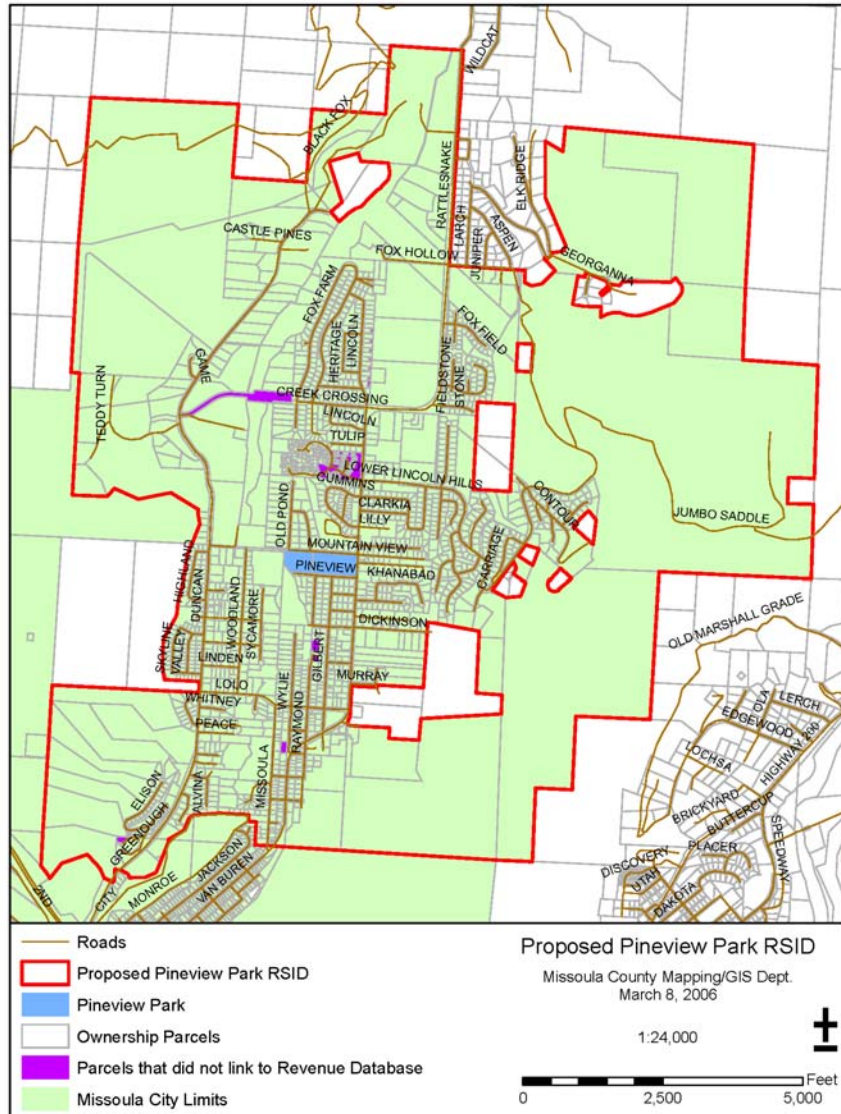 WILDCAT
BLACK FOX
RATTLESNAKE
ELK RIDGE
LARCH
ASPEN
JUNIPER
CASTLE PINES
FOX HOLLOW
GEORGANNA
FOX FARM
FOX FIELD
HERITAGE
LINCOLN
GAME
FIELDSTONE
STONE
TEDDY TURN
CREEK CROSSING
LINCOLN
TULIP
LOWER LINCOLN HILLS
CUMMINS
CONTOUR
CLARKIA
LILLY
JUMBO SADDLE
OLD POND
MOUNTAIN VIEW
CARRIAGE
PINEVIEW
KHANABAD
HIGHLAND
DUNCAN
WOODLAND
SYCAMORE
DICKINSON
OLD MARSHALL GRADE
SKYLINE
VALLEY
LINDEN
GILBERT
MURRAY
LOLO
WHITNEY
WYLIE
RAYMOND
PEACE
OLA
LERCH
EDGEWOOD
HIGHWAY 200
LOCHSA
MISSOULA
ALVINA
ELISON
GREENOUGH
BRICKYARD
BUTTERCUP
SPEEDWAY
PLACER
DISCOVERY
UTAH
DAKOTA
JACKSON
VAN BUREN
MONROE
CITY
2ND
Roads
Proposed Pineview Park RSID
Pineview Park
Ownership Parcels
Parcels that did not link to Revenue Database
Missoula City Limits
Proposed Pineview Park RSID
Missoula County Mapping/GIS Dept.
March 8, 2006
1:24,000
Feet
0 2,500 5,000